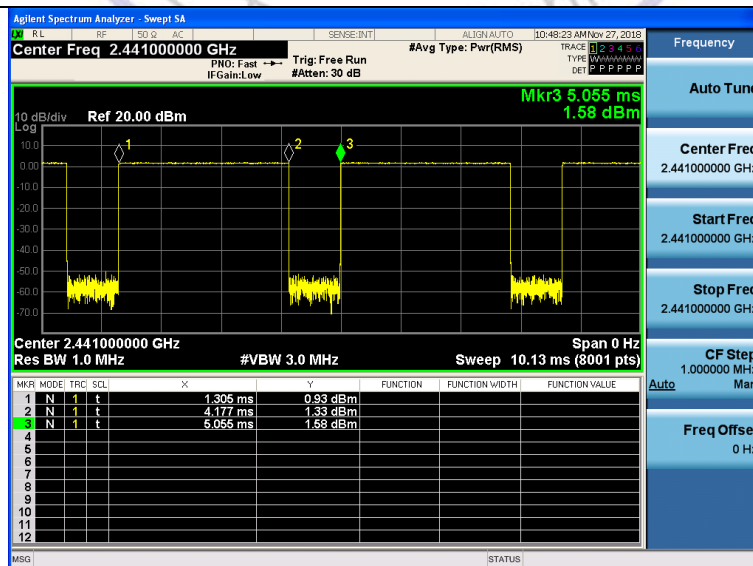 Agilent Spectrum Analyzer - Swept SA
LXI RL RF 50 Ω AC SENSE:INT ALIGN AUTO 10:48:23 AM Nov 27, 2018
Center Freq 2.441000000 GHz #Avg Type: Pwr(RMS) TRACE 1 2 3 4 5 6
PNO: Fast Trig: Free Run TYPE W
IFGain:Low #Atten: 30 dB DET P P P P P P
Mkr3 5.055 ms
10 dB/div Ref 20.00 dBm 1.58 dBm
Log
10.0
0.00
-10.0
-20.0
-30.0
-40.0
-50.0
-60.0
-70.0
1
2
3
Center 2.441000000 GHz Span 0 Hz
Res BW 1.0 MHz #VBW 3.0 MHz Sweep 10.13 ms (8001 pts)
MKR MODE TRC SCL X Y FUNCTION FUNCTION WIDTH FUNCTION VALUE
1 N 1 t 1.305 ms 0.93 dBm
2 N 1 t 4.177 ms 1.33 dBm
3 N 1 t 5.055 ms 1.58 dBm
4
5
6
7
8
9
10
11
12
MSG STATUS
Frequency
Auto Tune
Center Freq
2.441000000 GHz
Start Freq
2.441000000 GHz
Stop Freq
2.441000000 GHz
CF Step
1.000000 MHz
Auto Man
Freq Offset
0 Hz